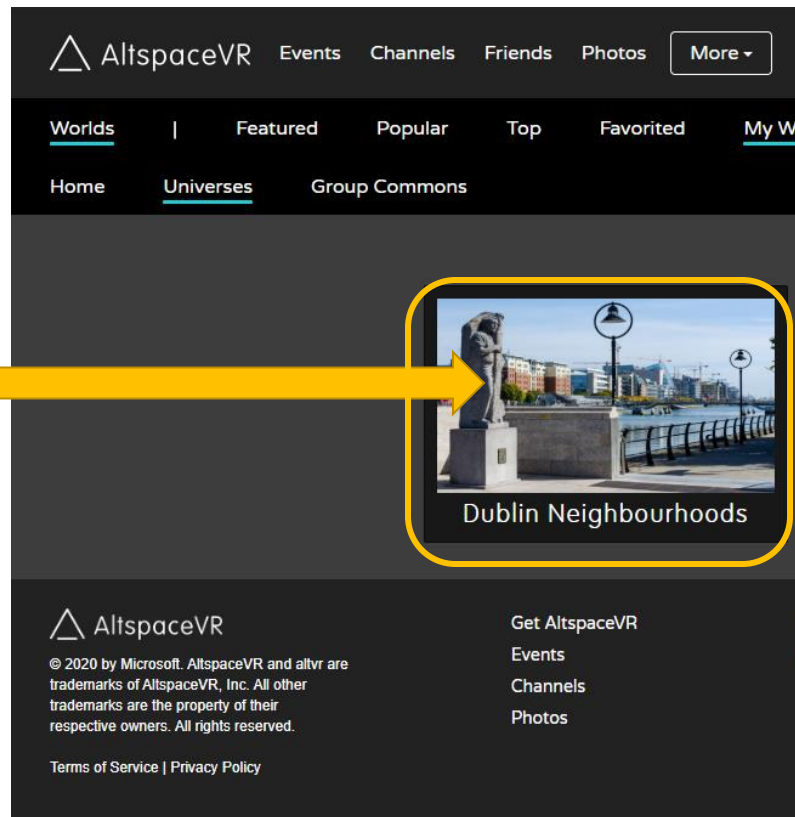 AltspaceVR Events Channels Friends Photos More
Worlds | Featured Popular Top Favorited My W
Home Universes Group Commons
Dublin Neighbourhoods
AltspaceVR
© 2020 by Microsoft. AltspaceVR and altvr are
trademarks of AltspaceVR, Inc. All other
trademarks are the property of their
respective owners. All rights reserved.
Terms of Service | Privacy Policy
Get AltspaceVR
Events
Channels
Photos